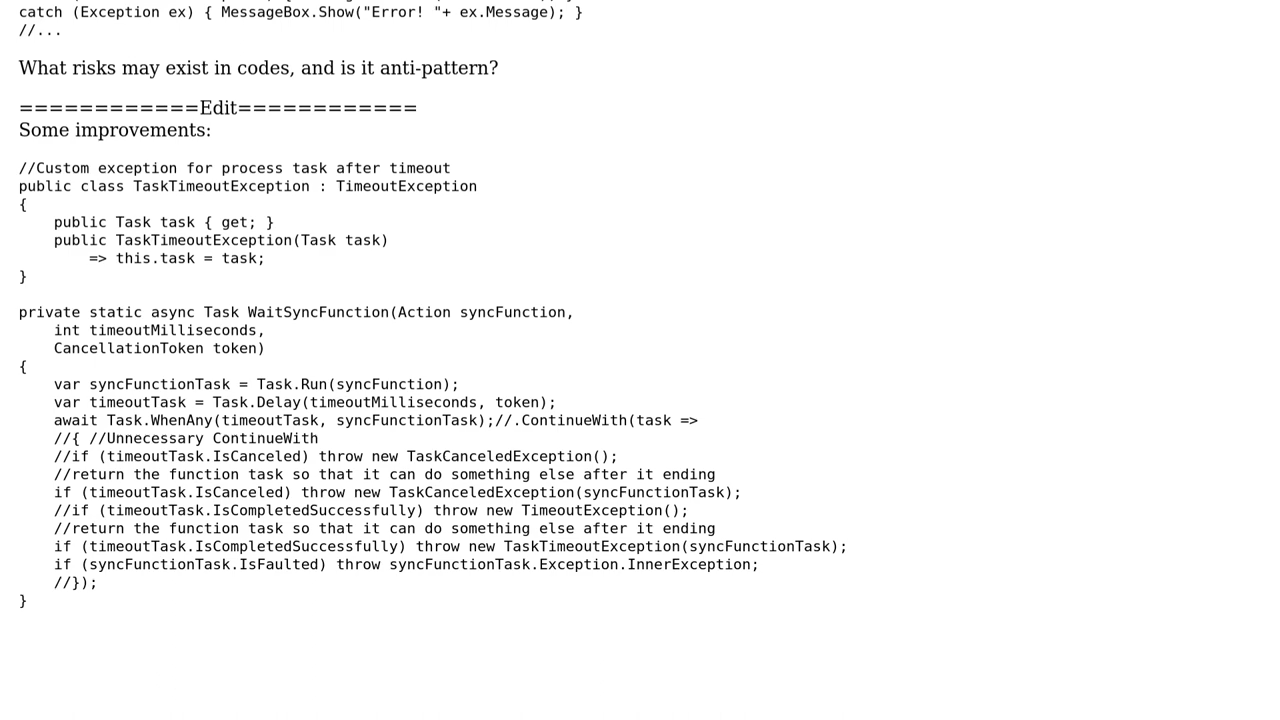 catch (Exception ex) { MessageBox.Show("Error! "+ ex.Message); }
//...
What risks may exist in codes, and is it anti-pattern?
============Edit============
Some improvements:
//Custom exception for process task after timeout
public class TaskTimeoutException : TimeoutException
{
    public Task task { get; }
    public TaskTimeoutException(Task task)
        => this.task = task;
}
private static async Task WaitSyncFunction(Action syncFunction,
    int timeoutMilliseconds,
    CancellationToken token)
{
    var syncFunctionTask = Task.Run(syncFunction);
    var timeoutTask = Task.Delay(timeoutMilliseconds, token);
    await Task.WhenAny(timeoutTask, syncFunctionTask);//.ContinueWith(task =>
    //{ //Unnecessary ContinueWith
    //if (timeoutTask.IsCanceled) throw new TaskCanceledException();
    //return the function task so that it can do something else after it ending
    if (timeoutTask.IsCanceled) throw new TaskCanceledException(syncFunctionTask);
    //if (timeoutTask.IsCompletedSuccessfully) throw new TimeoutException();
    //return the function task so that it can do something else after it ending
    if (timeoutTask.IsCompletedSuccessfully) throw new TaskTimeoutException(syncFunctionTask);
    if (syncFunctionTask.IsFaulted) throw syncFunctionTask.Exception.InnerException;
    //});
}